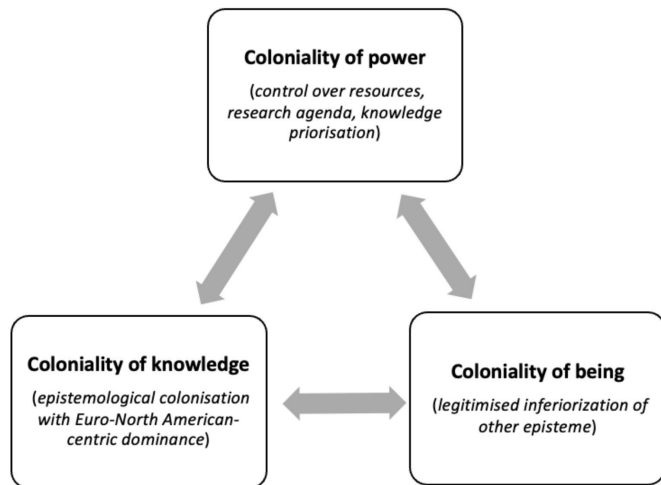 Coloniality of power
(control over resources,
research agenda, knowledge
priorisation)
Coloniality of knowledge
(epistemological colonisation
with Euro-North American-
centric dominance)
Coloniality of being
(legitimised inferiorization of
other episteme)